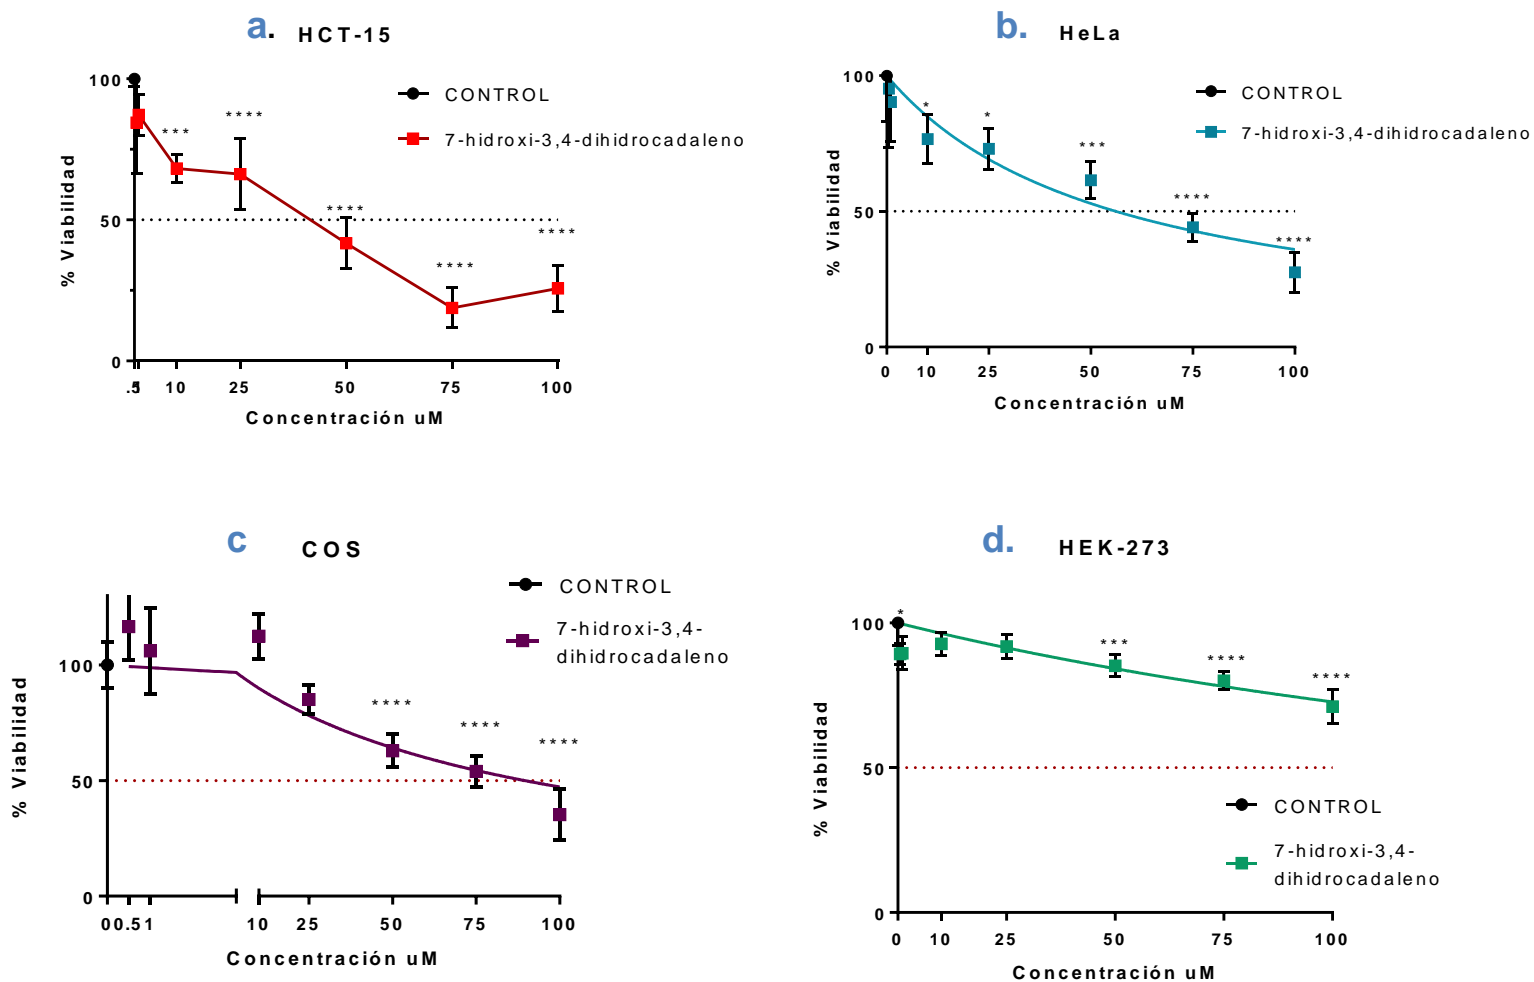 a. HCT-15
100
50
0
% Viabilidad
***
****
****
****
****
CONTROL
7-hidroxi-3,4-dihidrocadaleno
.5 1 10 25 50 75 100
Concentración uM
b. HeLa
100
50
0
% Viabilidad
*
*
***
****
****
CONTROL
7-hidroxi-3,4-dihidrocadaleno
0 10 25 50 75 100
Concentración uM
c COS
100
50
0
% Viabilidad
****
****
****
CONTROL
7-hidroxi-3,4-
dihidrocadaleno
0 0.5 1 10 25 50 75 100
Concentración uM
d. HEK-273
100
50
0
% Viabilidad
*
***
****
****
CONTROL
7-hidroxi-3,4-
dihidrocadaleno
0 10 25 50 75 100
Concentración uM